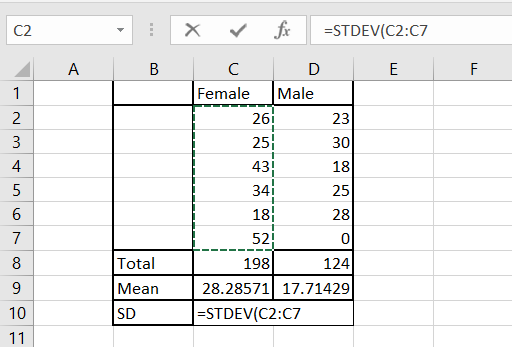 C2 fx =STDEV(C2:C7
A B C D E F
1 Female Male
2 26 23
3 25 30
4 43 18
5 34 25
6 18 28
7 52 0
8 Total 198 124
9 Mean 28.28571 17.71429
10 SD =STDEV(C2:C7
11